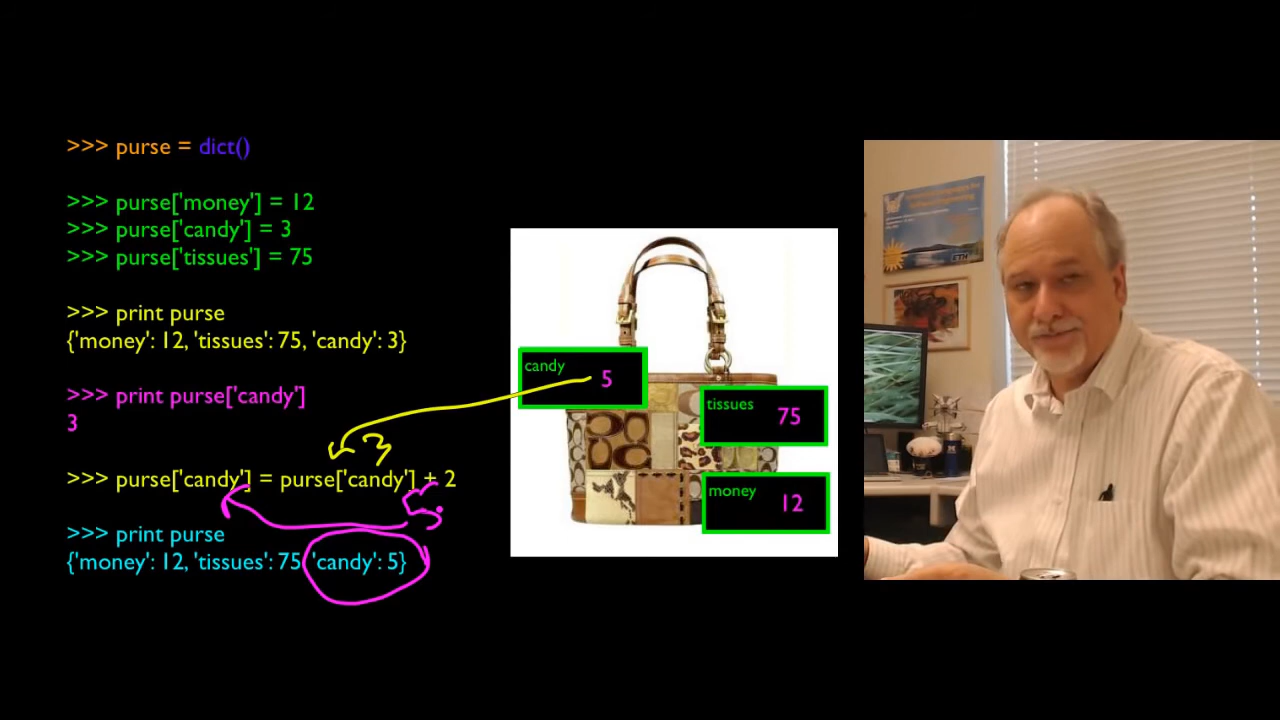 >>> purse = dict()
>>> purse['money'] = 12
>>> purse['candy'] = 3
>>> purse['tissues'] = 75
>>> print purse
{'money': 12, 'tissues': 75, 'candy': 3}
>>> print purse['candy']
3
3
>>> purse['candy'] = purse['candy'] + 2
5.
>>> print purse
{'money': 12, 'tissues': 75, 'candy': 5}
candy 5
tissues 75
money 12
ETH